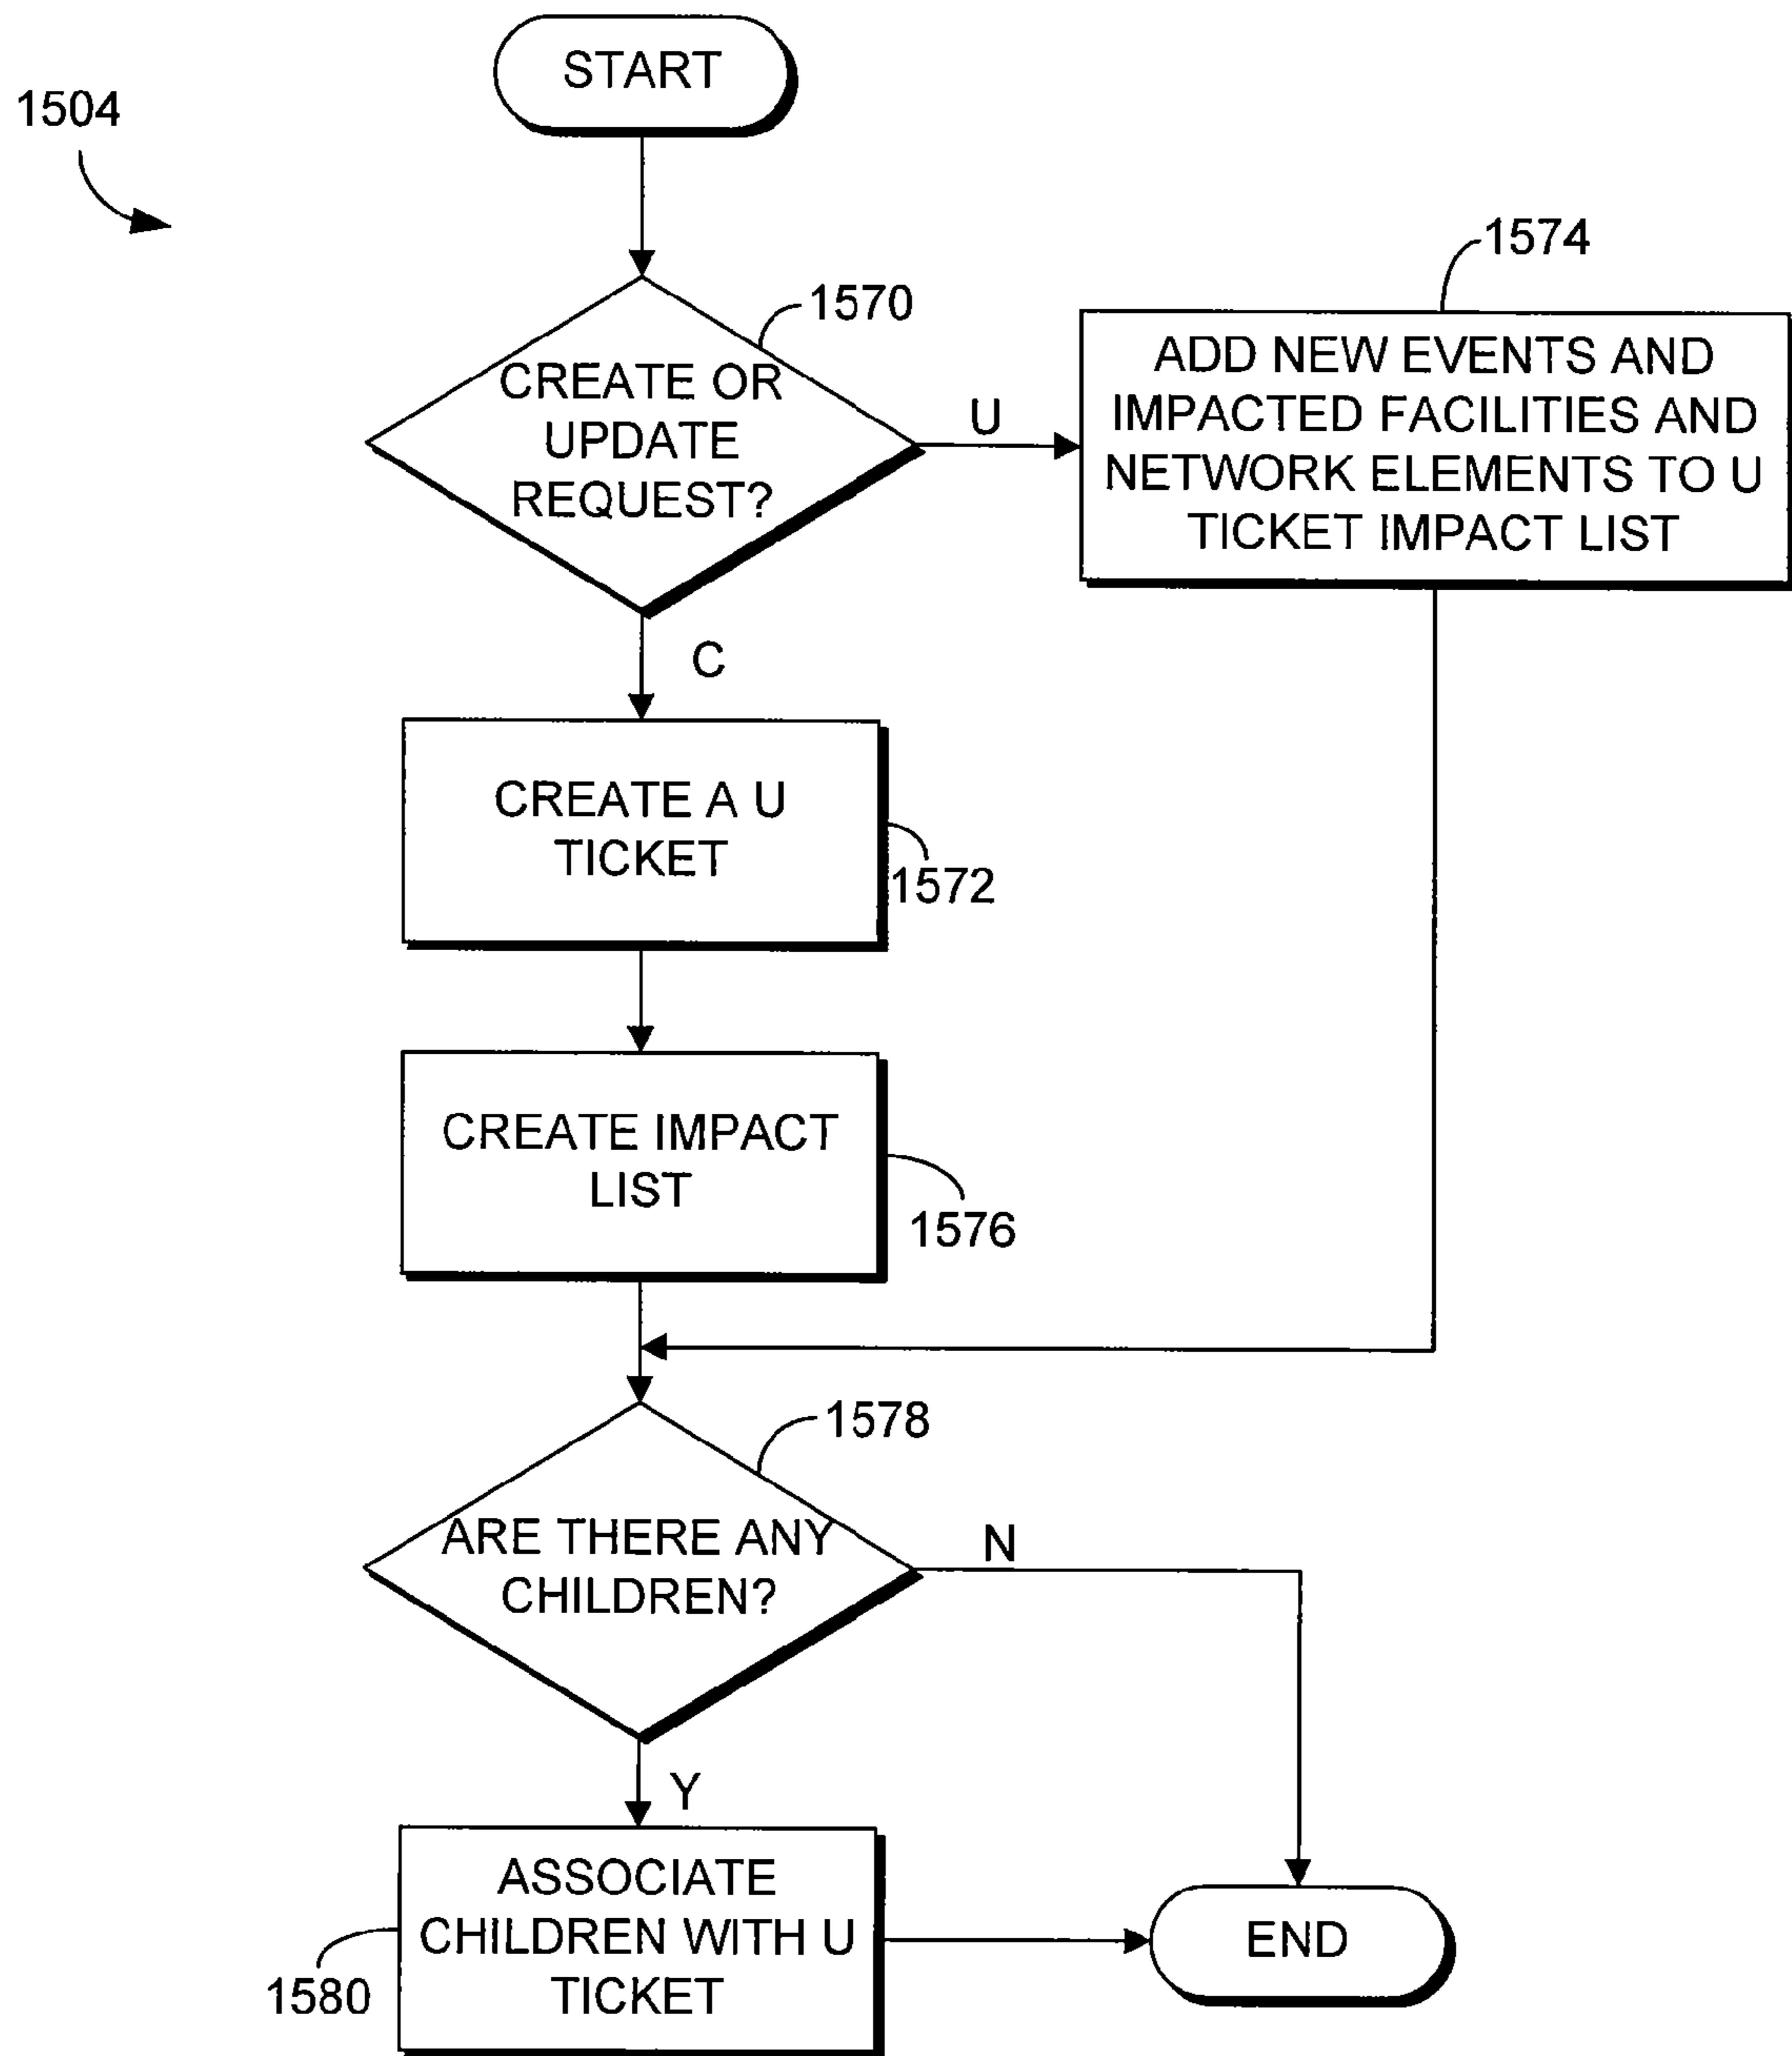 START
1504
1570
CREATE OR
UPDATE
REQUEST?
U
1574
ADD NEW EVENTS AND
IMPACTED FACILITIES AND
NETWORK ELEMENTS TO U
TICKET IMPACT LIST
C
CREATE A U
TICKET
1572
CREATE IMPACT
LIST
1576
1578
ARE THERE ANY
CHILDREN?
N
Y
ASSOCIATE
CHILDREN WITH U
TICKET
1580
END